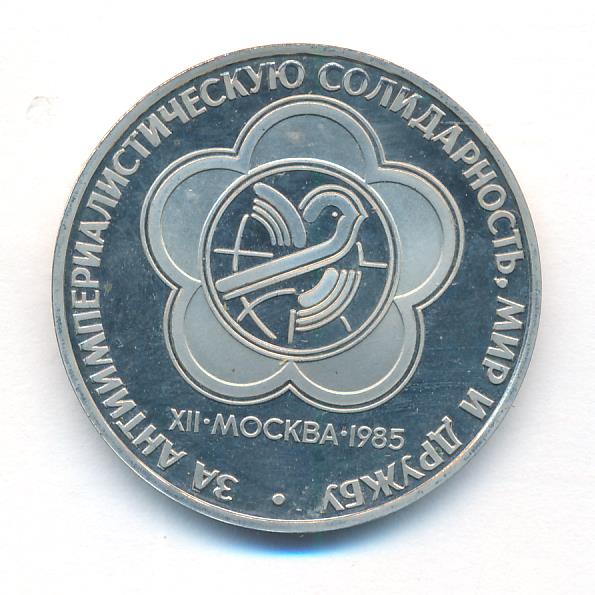 ЗА АНТИИМПЕРИАЛИСТИЧЕСКУЮ СОЛИДАРНОСТЬ, МИР И ДРУЖБУ •
XII•МОСКВА•1985